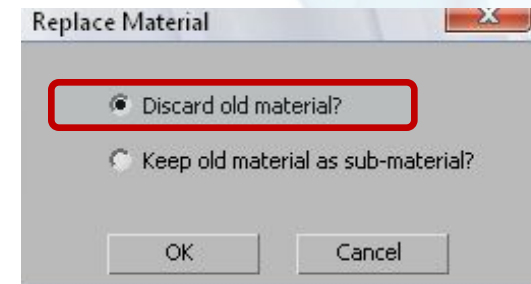 Replace Material
Discard old material?
Keep old material as sub-material?
OK Cancel